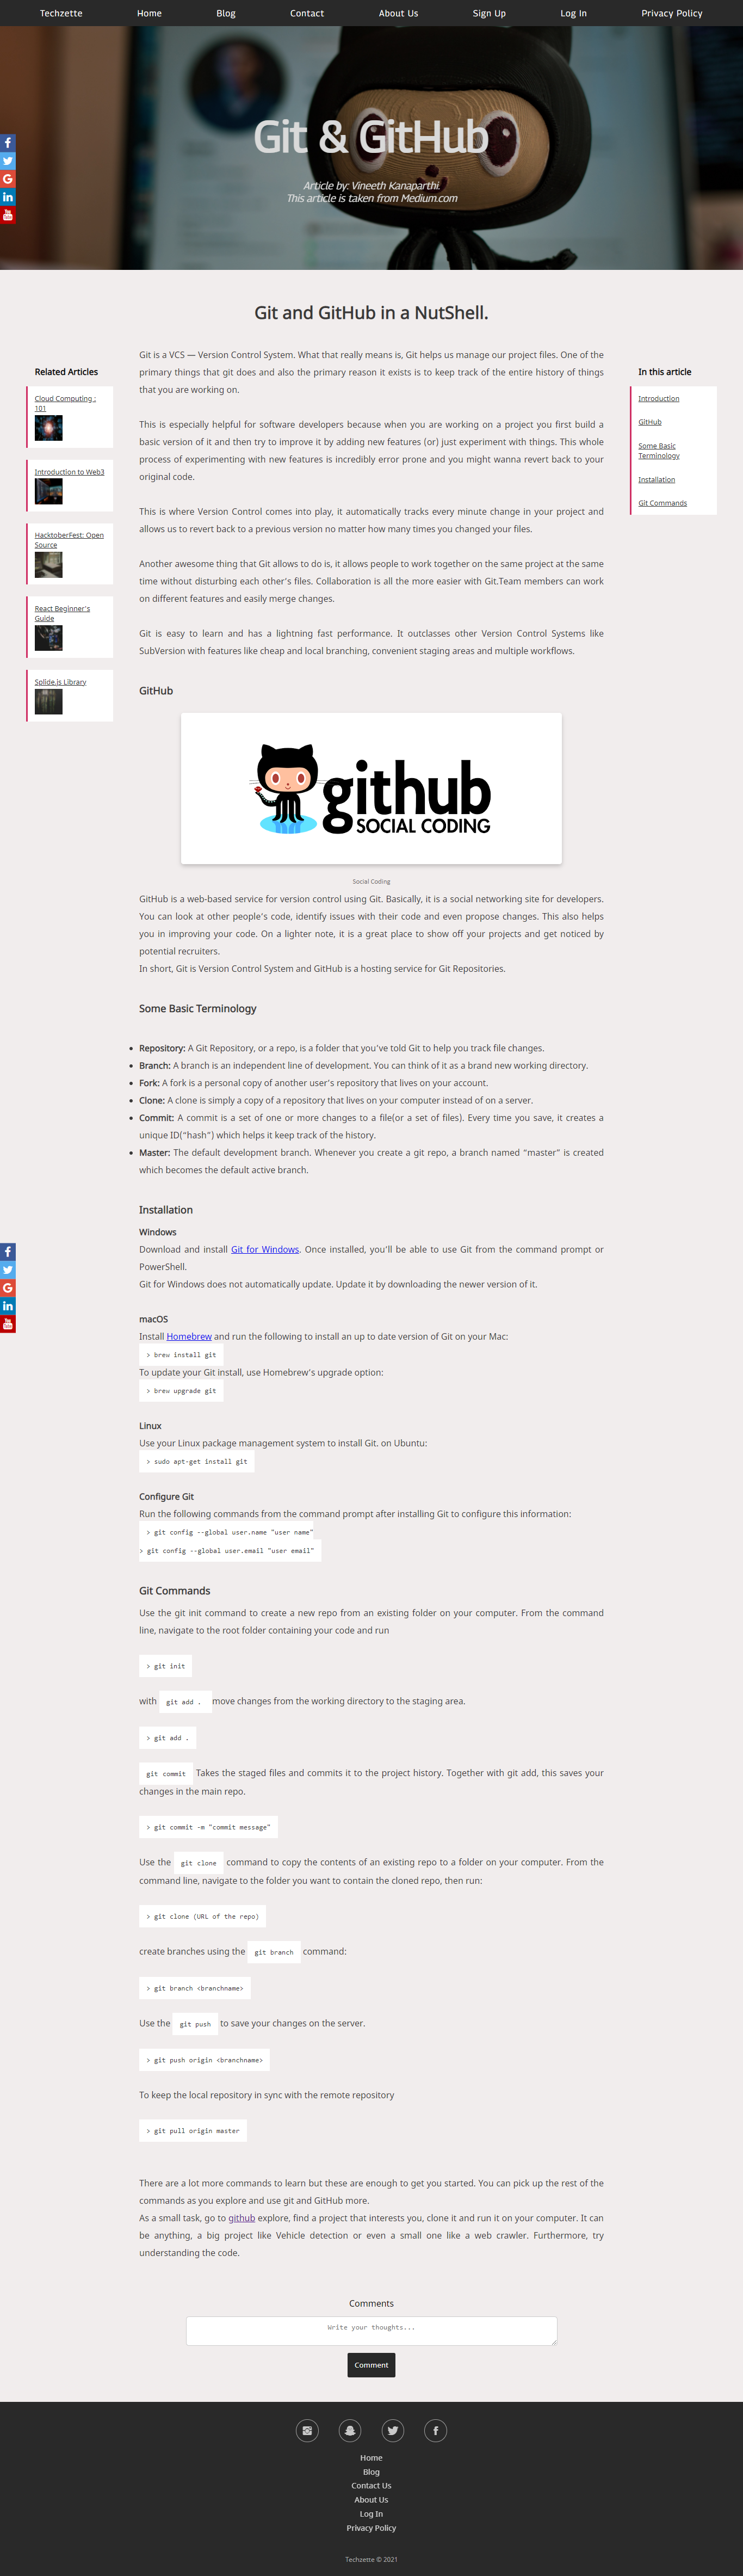 Techzette Home Blog Contact About Us Sign Up Log In Privacy Policy
Git & GitHub
Article by: Vineeth Kanaparthi.
This article is taken from Medium.com
Git and GitHub in a NutShell.
Related Articles
Cloud Computing :
101
Introduction to Web3
HacktoberFest: Open
Source
React Beginner's
Guide
Splide.js Library
Git is a VCS — Version Control System. What that really means is, Git helps us manage our project files. One of the
primary things that git does and also the primary reason it exists is to keep track of the entire history of things
that you are working on.
This is especially helpful for software developers because when you are working on a project you first build a
basic version of it and then try to improve it by adding new features (or) just experiment with things. This whole
process of experimenting with new features is incredibly error prone and you might wanna revert back to your
original code.
This is where Version Control comes into play, it automatically tracks every minute change in your project and
allows us to revert back to a previous version no matter how many times you changed your files.
Another awesome thing that Git allows to do is, it allows people to work together on the same project at the same
time without disturbing each other's files. Collaboration is all the more easier with Git.Team members can work
on different features and easily merge changes.
Git is easy to learn and has a lightning fast performance. It outclasses other Version Control Systems like
SubVersion with features like cheap and local branching, convenient staging areas and multiple workflows.
GitHub
github
SOCIAL CODING
Social Coding
GitHub is a web-based service for version control using Git. Basically, it is a social networking site for developers.
You can look at other people's code, identify issues with their code and even propose changes. This also helps
you in improving your code. On a lighter note, it is a great place to show off your projects and get noticed by
potential recruiters.
In short, Git is Version Control System and GitHub is a hosting service for Git Repositories.
Some Basic Terminology
• Repository: A Git Repository, or a repo, is a folder that you've told Git to help you track file changes.
• Branch: A branch is an independent line of development. You can think of it as a brand new working directory.
• Fork: A fork is a personal copy of another user's repository that lives on your account.
• Clone: A clone is simply a copy of a repository that lives on your computer instead of on a server.
• Commit: A commit is a set of one or more changes to a file(or a set of files). Every time you save, it creates a
unique ID("hash") which helps it keep track of the history.
• Master: The default development branch. Whenever you create a git repo, a branch named "master" is created
which becomes the default active branch.
Installation
Windows
Download and install Git for Windows. Once installed, you'll be able to use Git from the command prompt or
PowerShell.
Git for Windows does not automatically update. Update it by downloading the newer version of it.
macOS
Install Homebrew and run the following to install an up to date version of Git on your Mac:
> brew install git
To update your Git install, use Homebrew's upgrade option:
> brew upgrade git
Linux
Use your Linux package management system to install Git. on Ubuntu:
> sudo apt-get install git
Configure Git
Run the following commands from the command prompt after installing Git to configure this information:
> git config --global user.name "user name"
> git config --global user.email "user email"
Git Commands
Use the git init command to create a new repo from an existing folder on your computer. From the command
line, navigate to the root folder containing your code and run
> git init
with git add . move changes from the working directory to the staging area.
> git add .
git commit Takes the staged files and commits it to the project history. Together with git add, this saves your
changes in the main repo.
> git commit -m "commit message"
Use the git clone command to copy the contents of an existing repo to a folder on your computer. From the
command line, navigate to the folder you want to contain the cloned repo, then run:
> git clone (URL of the repo)
create branches using the git branch command:
> git branch <branchname>
Use the git push to save your changes on the server.
> git push origin <branchname>
To keep the local repository in sync with the remote repository
> git pull origin master
There are a lot more commands to learn but these are enough to get you started. You can pick up the rest of the
commands as you explore and use git and GitHub more.
As a small task, go to github explore, find a project that interests you, clone it and run it on your computer. It can
be anything, a big project like Vehicle detection or even a small one like a web crawler. Furthermore, try
understanding the code.
In this article
Introduction
GitHub
Some Basic
Terminology
Installation
Git Commands
Comments
Write your thoughts...
Comment
Home
Blog
Contact Us
About Us
Log In
Privacy Policy
Techzette © 2021